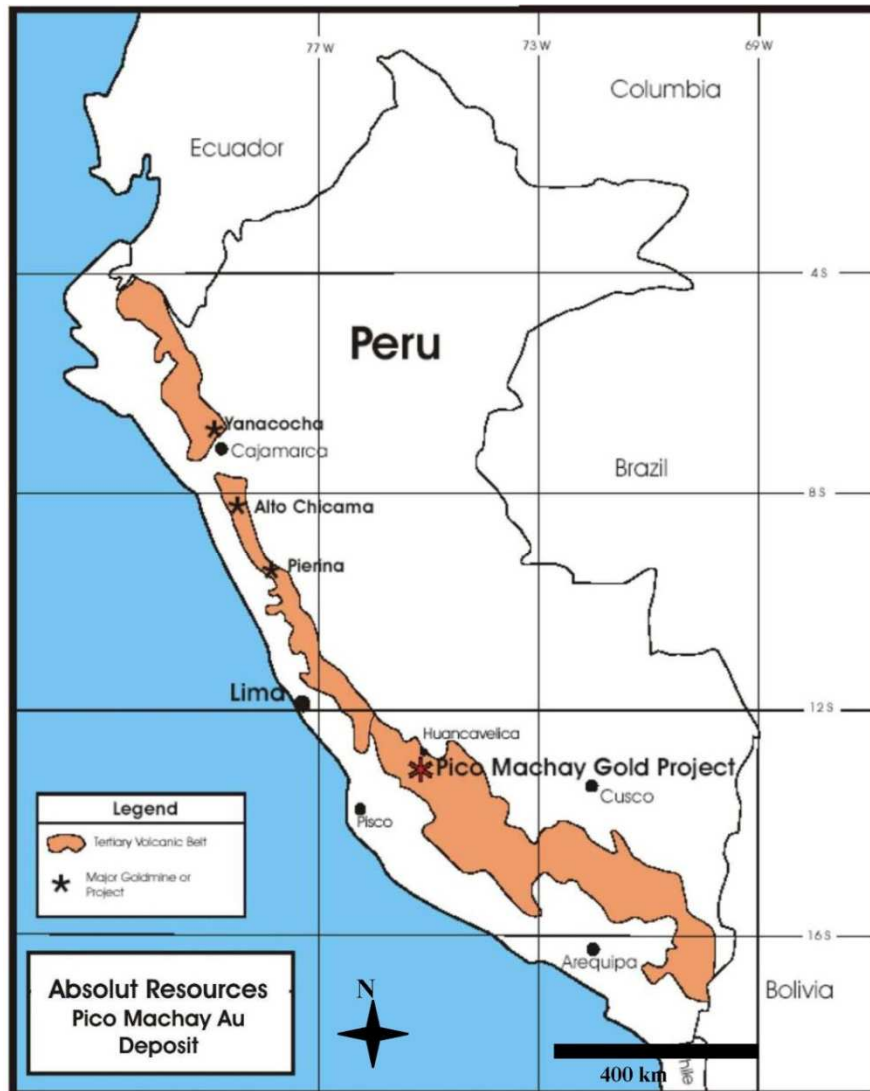 77 W
73 W
69 W
Columbia
Ecuador
4 S
Peru
Yanacocha
Cajamarca
Brazil
8 S
Alto Chicama
Pierina
Lima
12 S
Huancavelica
Pico Machay Gold Project
Cusco
Pisco
Legend
Tertiary Volcanic Belt
Major Goldmine or
Project
16 S
Arequipa
Bolivia
Absolut Resources
Pico Machay Au
Deposit
N
400 km